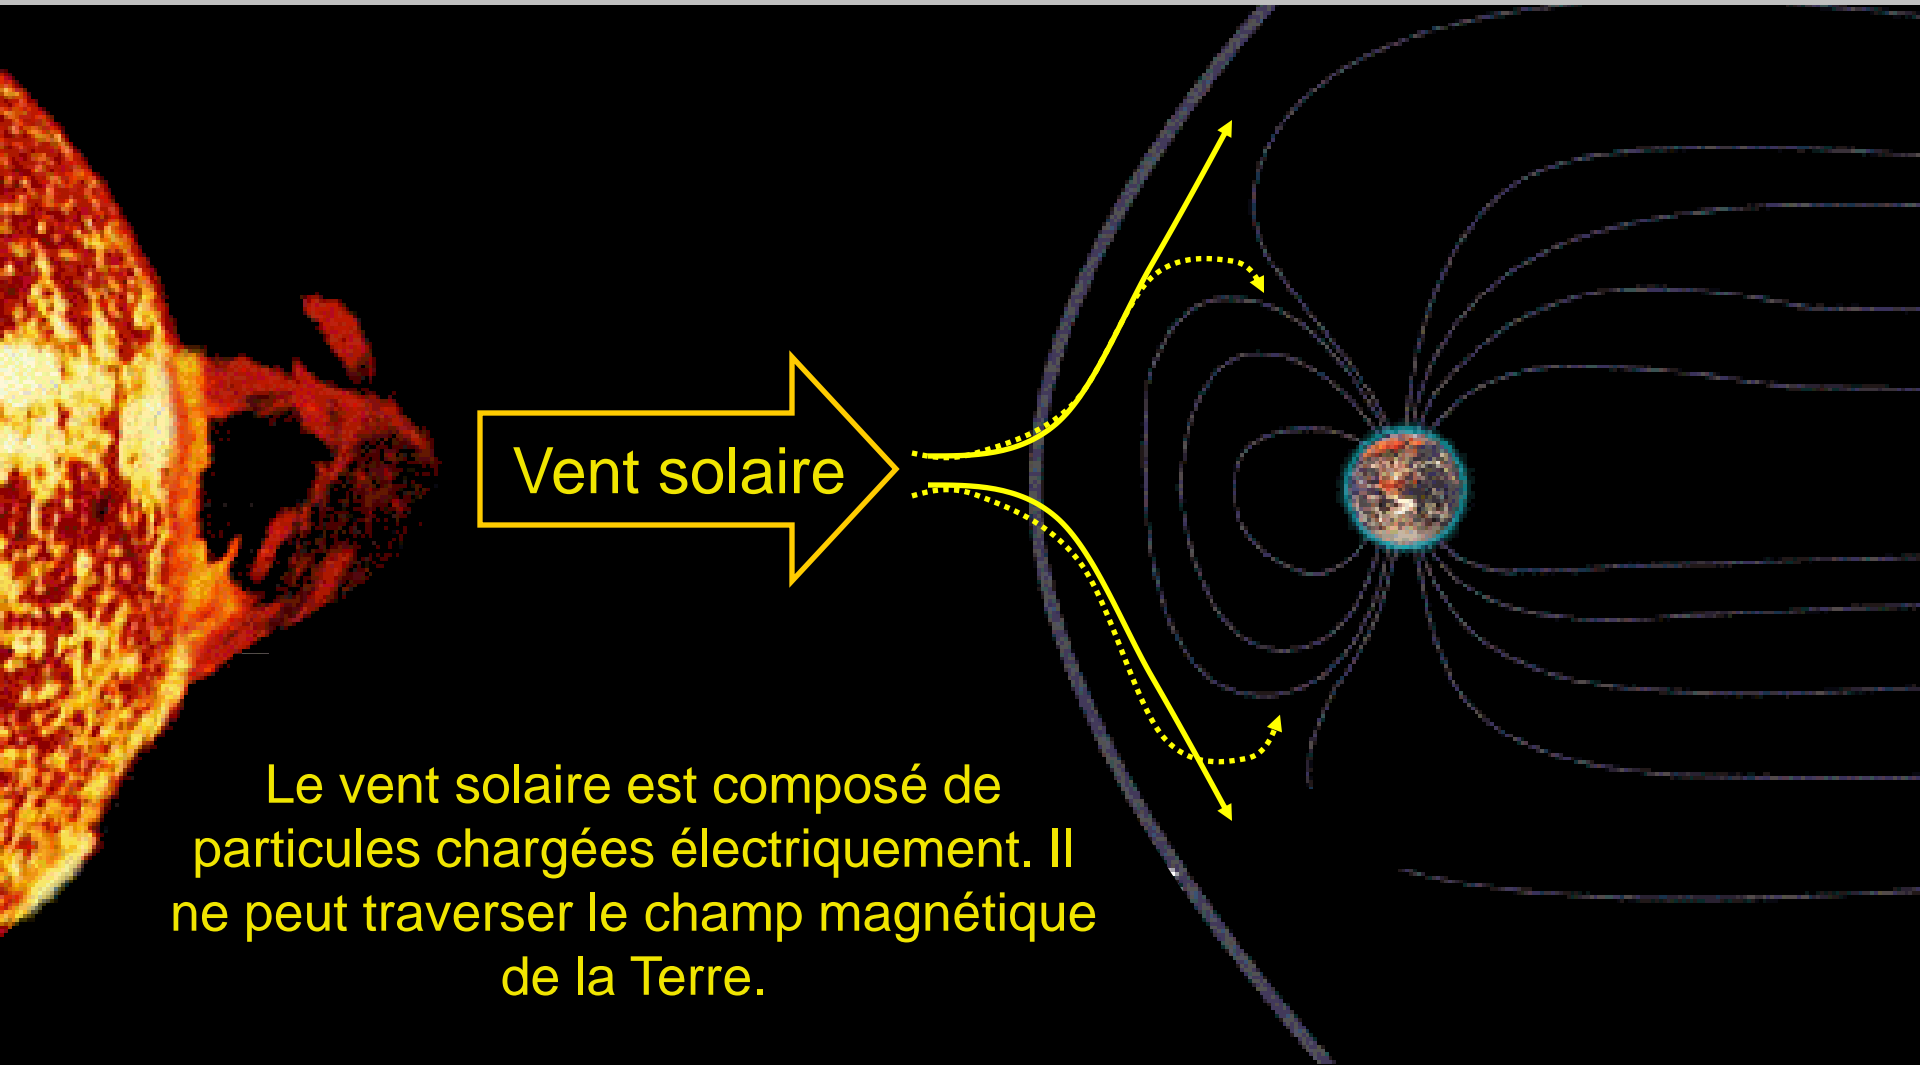 Vent solaire
Le vent solaire est composé de
particules chargées électriquement. Il
ne peut traverser le champ magnétique
de la Terre.